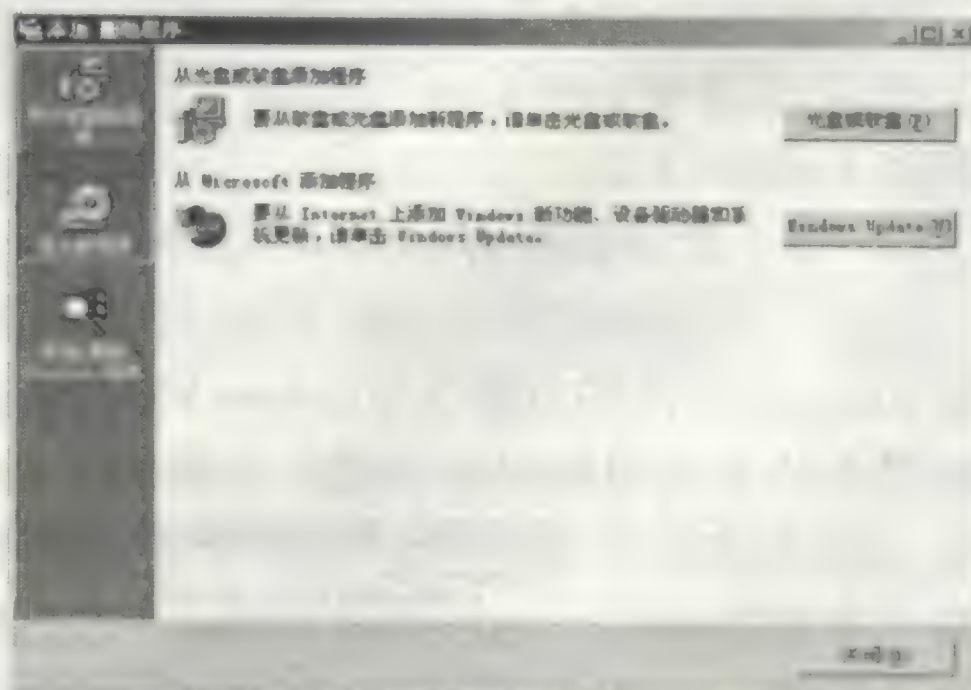 添加/删除程序
从光盘或软盘添加程序
要从软盘或光盘添加新程序，请单击光盘或软盘。
光盘或软盘(F)
从 Microsoft 添加程序
要从 Internet 上添加 Windows 新功能、设备驱动器和系
统更新，请单击 Windows Update。
Windows Update(W)